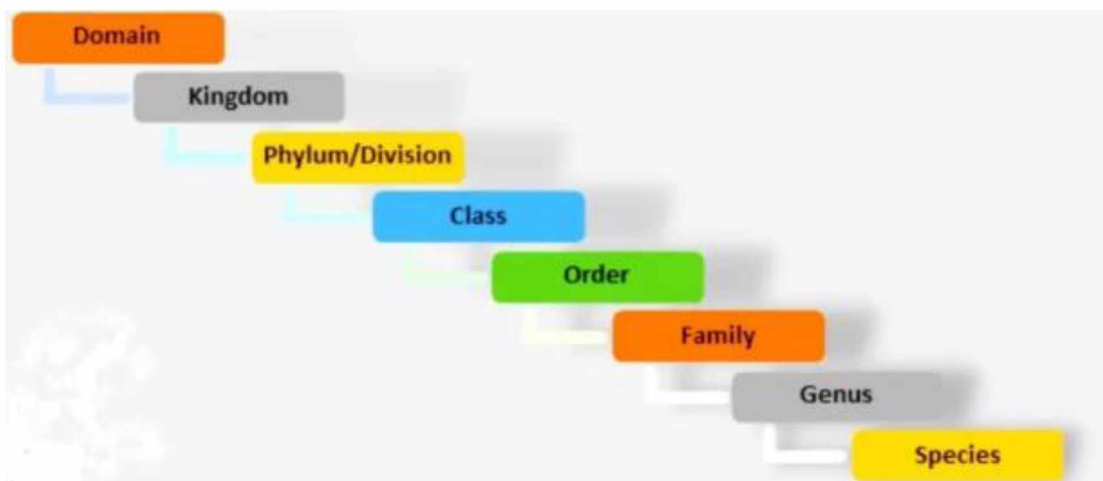 Domain
Kingdom
Phylum/Division
Class
Order
Family
Genus
Species